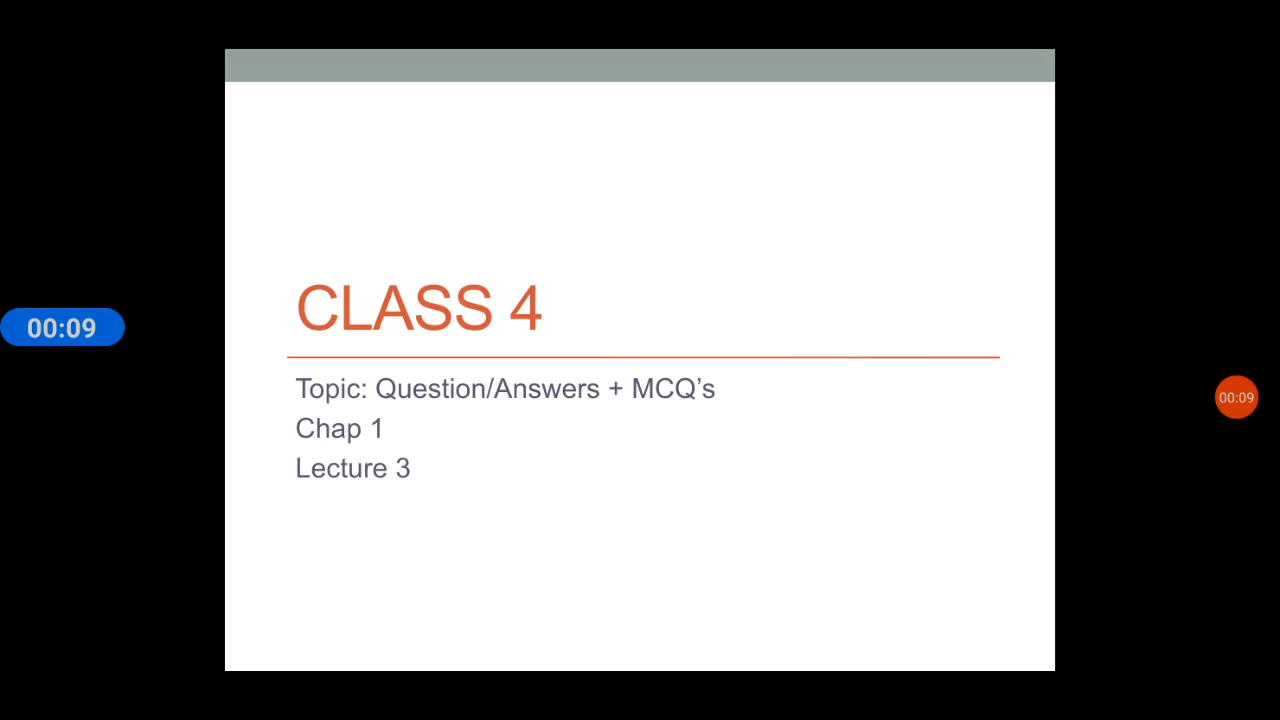 CLASS 4
00:09
Topic: Question/Answers + MCQ’s
00:09
Chap 1
Lecture 3